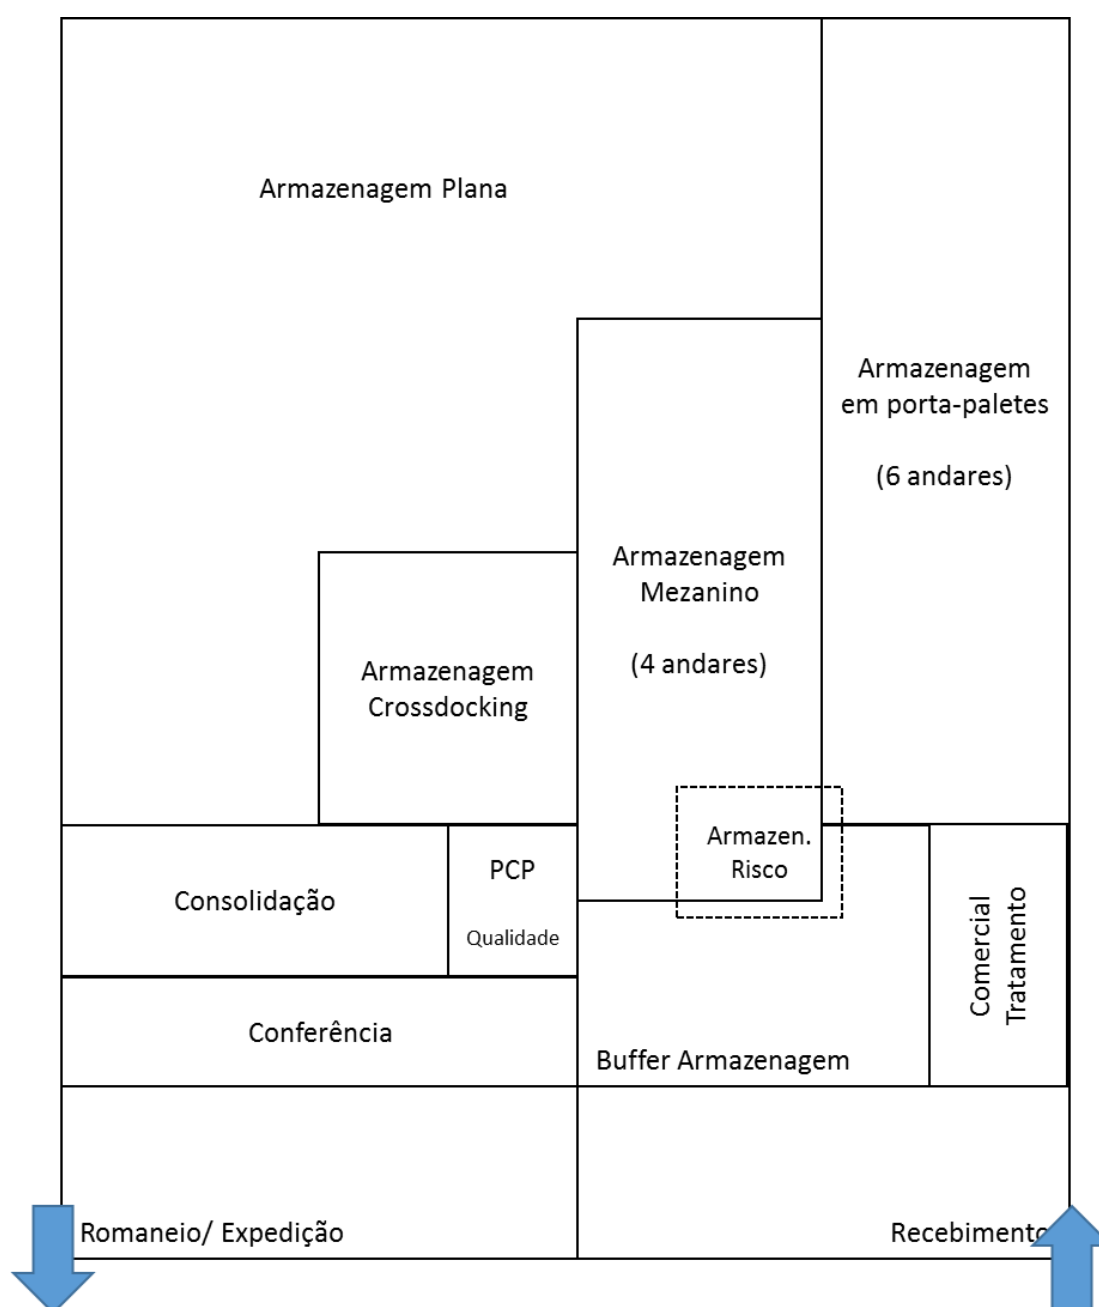 Armazenagem Plana
Armazenagem
em porta-paletes
(6 andares)
Armazenagem
Mezanino
(4 andares)
Armazenagem
Crossdocking
Armazen.
Risco
PCP
Qualidade
Consolidação
Comercial
Tratamento
Conferência
Buffer Armazenagem
Romaneio/ Expedição
Recebimento